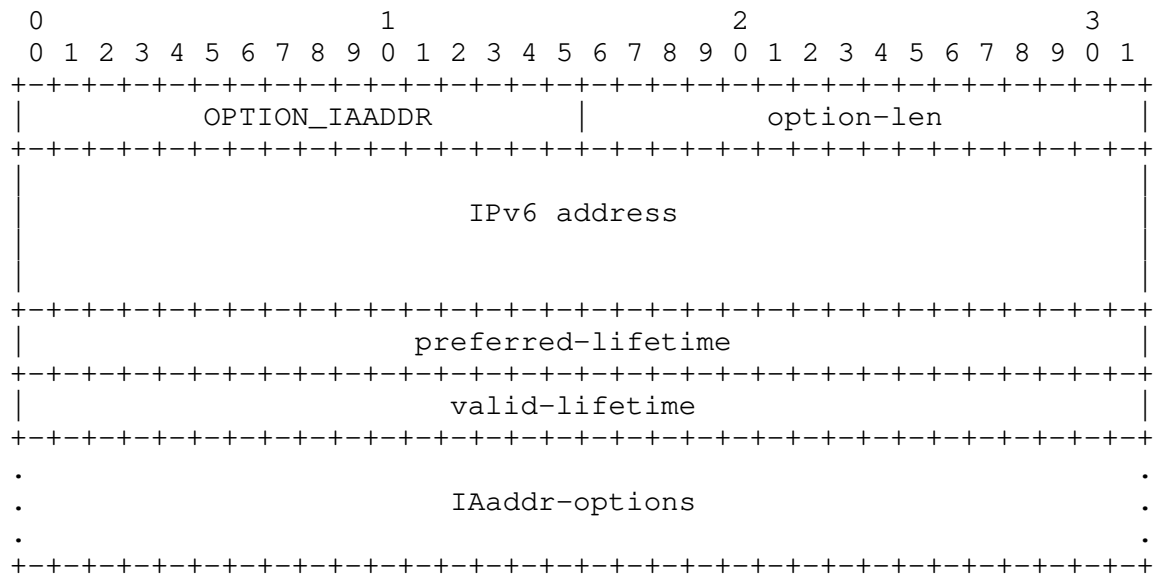 0                   1                   2                   3
 0 1 2 3 4 5 6 7 8 9 0 1 2 3 4 5 6 7 8 9 0 1 2 3 4 5 6 7 8 9 0 1
+-+-+-+-+-+-+-+-+-+-+-+-+-+-+-+-+-+-+-+-+-+-+-+-+-+-+-+-+-+-+-+-+
|          OPTION_IAADDR        |          option-len           |
+-+-+-+-+-+-+-+-+-+-+-+-+-+-+-+-+-+-+-+-+-+-+-+-+-+-+-+-+-+-+-+-+
|                                                               |
|                         IPv6 address                          |
|                                                               |
|                                                               |
+-+-+-+-+-+-+-+-+-+-+-+-+-+-+-+-+-+-+-+-+-+-+-+-+-+-+-+-+-+-+-+-+
|                      preferred-lifetime                       |
+-+-+-+-+-+-+-+-+-+-+-+-+-+-+-+-+-+-+-+-+-+-+-+-+-+-+-+-+-+-+-+-+
|                        valid-lifetime                         |
+-+-+-+-+-+-+-+-+-+-+-+-+-+-+-+-+-+-+-+-+-+-+-+-+-+-+-+-+-+-+-+-+
.                                                               .
.                        IAaddr-options                         .
.                                                               .
+-+-+-+-+-+-+-+-+-+-+-+-+-+-+-+-+-+-+-+-+-+-+-+-+-+-+-+-+-+-+-+-+